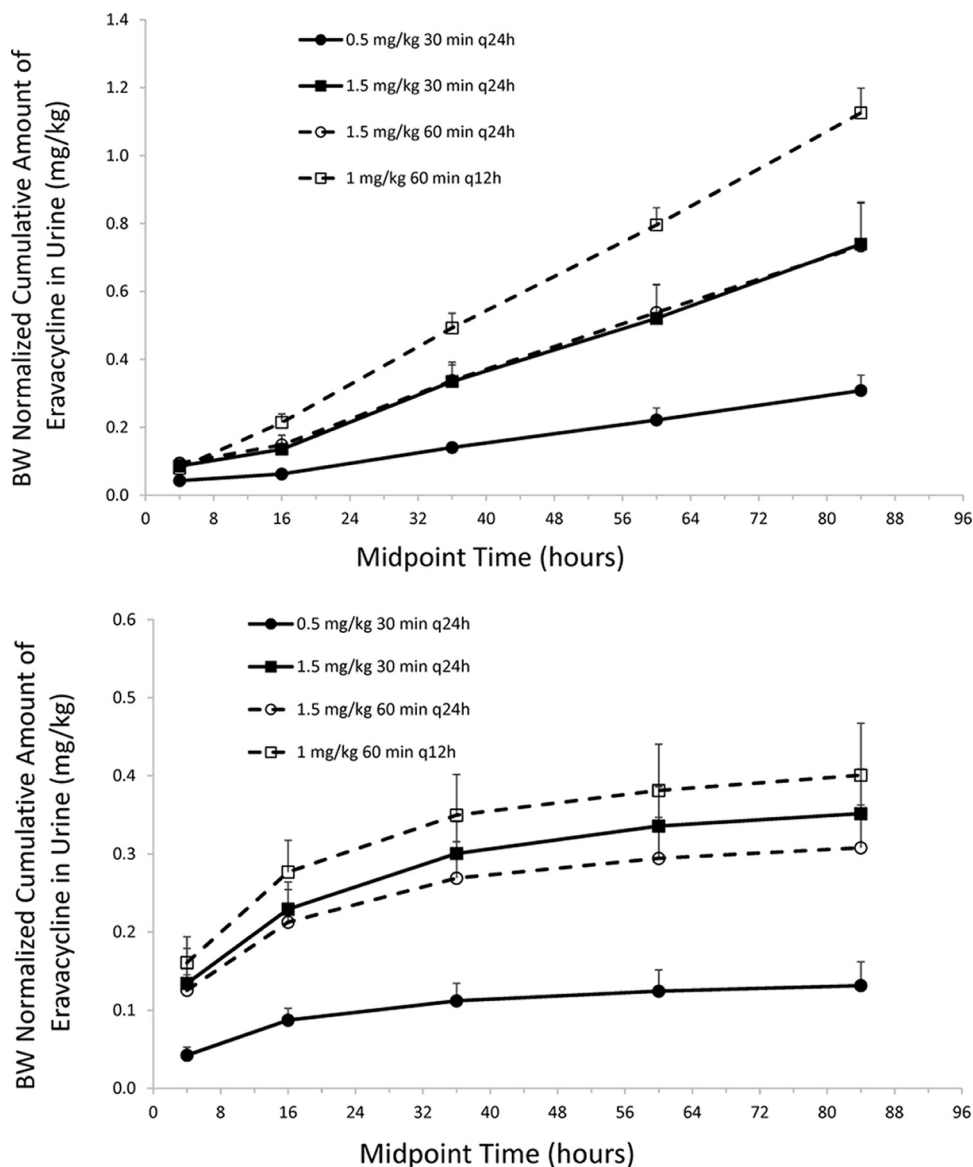 BW Normalized Cumulative Amount of
Eravacycline in Urine (mg/kg)
1.4
1.2
1.0
0.8
0.6
0.4
0.2
0.0
0.5 mg/kg 30 min q24h
1.5 mg/kg 30 min q24h
1.5 mg/kg 60 min q24h
1 mg/kg 60 min q12h
0 8 16 24 32 40 48 56 64 72 80 88 96
Midpoint Time (hours)
BW Normalized Cumulative Amount of
Eravacycline in Urine (mg/kg)
0.6
0.5
0.4
0.3
0.2
0.1
0.0
0.5 mg/kg 30 min q24h
1.5 mg/kg 30 min q24h
1.5 mg/kg 60 min q24h
1 mg/kg 60 min q12h
0 8 16 24 32 40 48 56 64 72 80 88 96
Midpoint Time (hours)